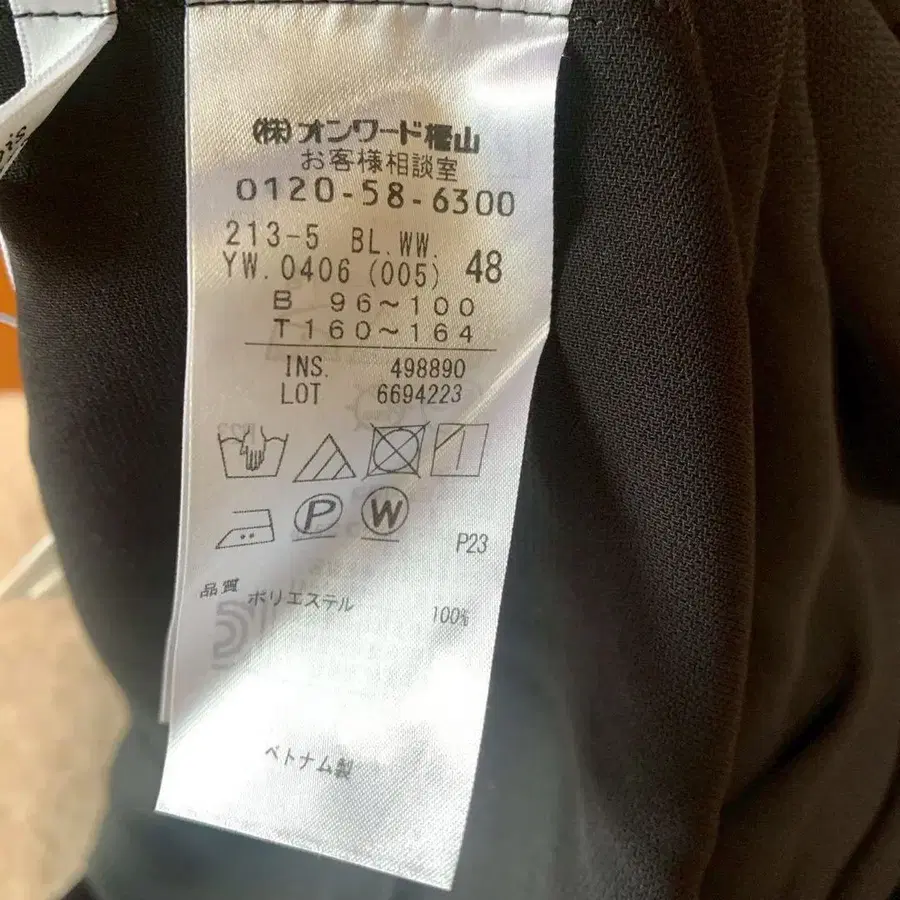 (株)オンワード樫山
お客様相談室
0120-58-6300
213-5 BL.WW.
YW.0406 (005) 48
B 96~100
T 160~164
INS. 498890
LOT 6694223
P
W
P23
品質 ポリエステル 100%
ベトナム製